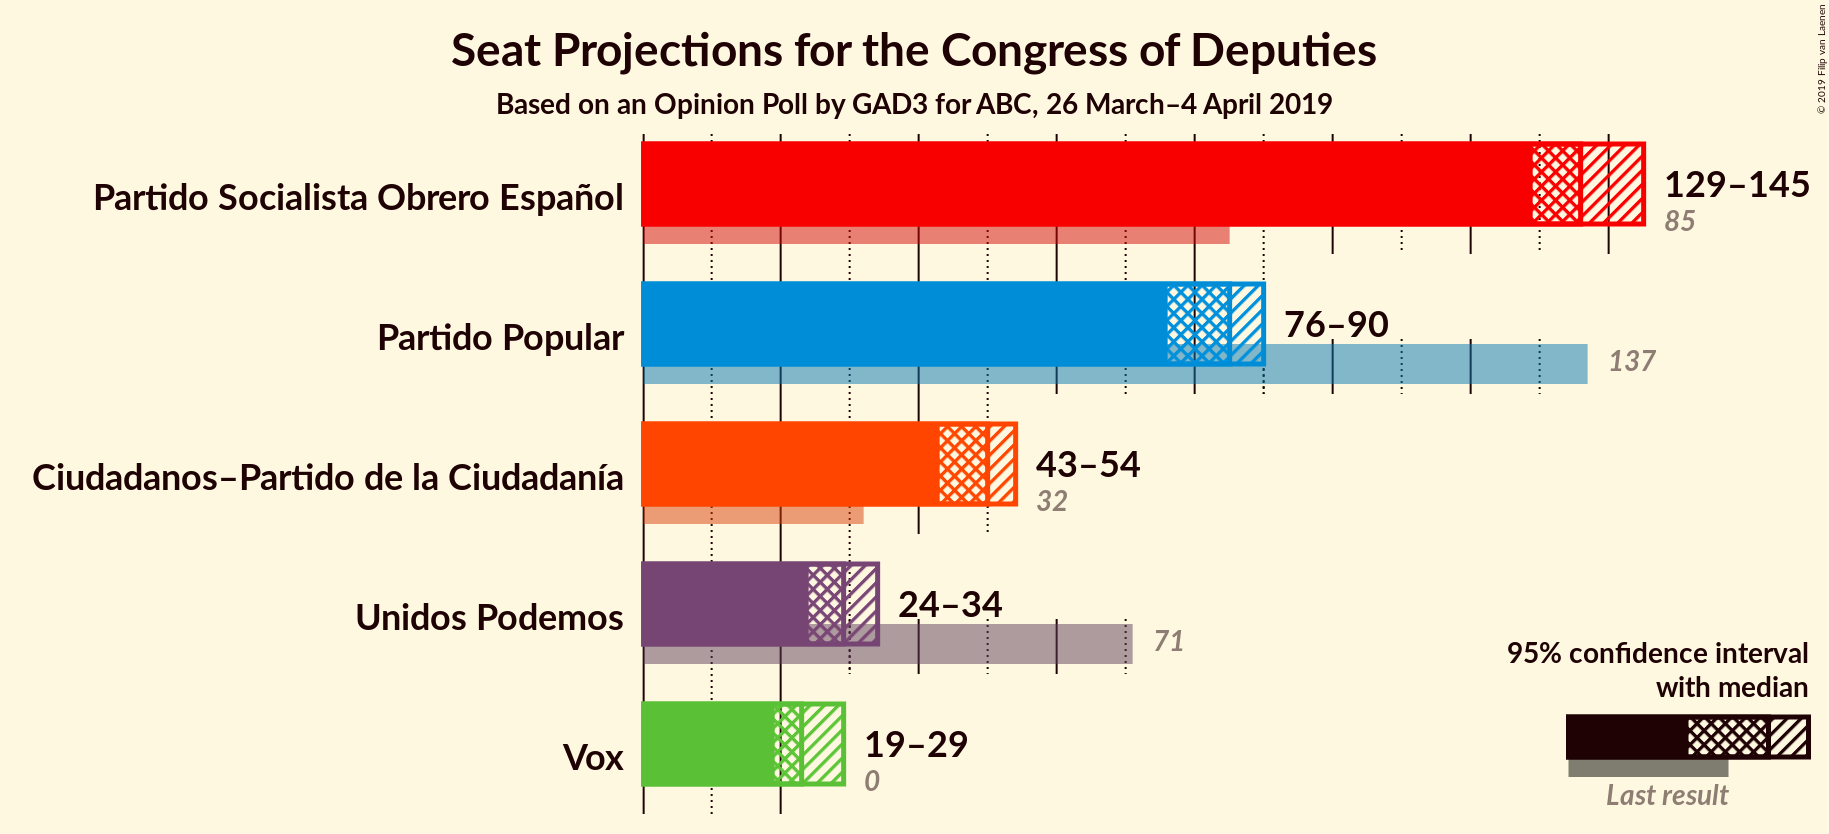 Seat Projections for the Congress of Deputies
Based on an Opinion Poll by GAD3 for ABC, 26 March–4 April 2019
© 2019 Filip van Laenen
Partido Socialista Obrero Español
129–145
85
Partido Popular
76–90
137
Ciudadanos–Partido de la Ciudadanía
43–54
32
Unidos Podemos
24–34
71
Vox
19–29
0
95% confidence interval
with median
Last result